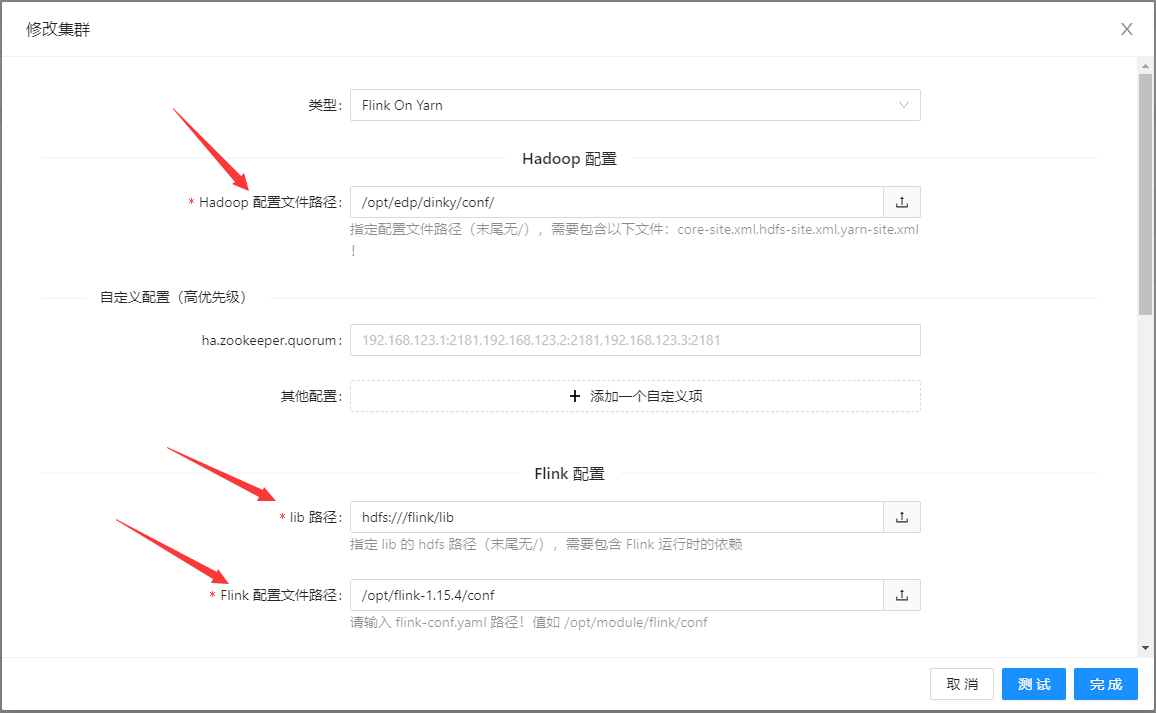 修改集群
类型: Flink On Yarn
Hadoop 配置
* Hadoop 配置文件路径: /opt/edp/dinky/conf/
指定配置文件路径（末尾无/），需要包含以下文件：core-site.xml,hdfs-site.xml,yarn-site.xml
！
自定义配置（高优先级）
ha.zookeeper.quorum: 192.168.123.1:2181,192.168.123.2:2181,192.168.123.3:2181
其他配置: + 添加一个自定义项
Flink 配置
* lib 路径: hdfs:///flink/lib
指定 lib 的 hdfs 路径（末尾无/），需要包含 Flink 运行时的依赖
* Flink 配置文件路径: /opt/flink-1.15.4/conf
请输入 flink-conf.yaml 路径！值如 /opt/module/flink/conf
取 消 测 试 完 成